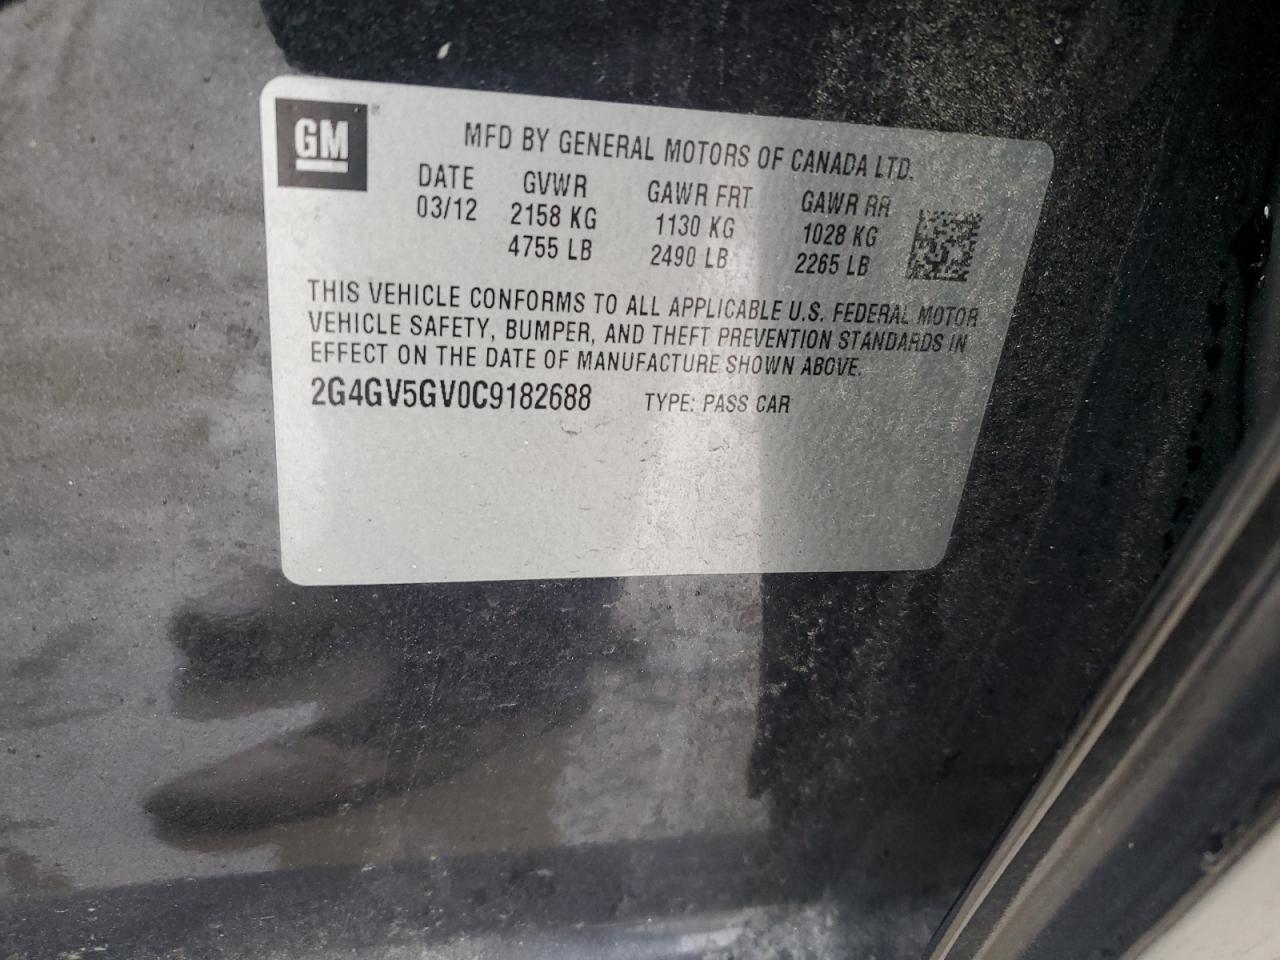 GM
MFD BY GENERAL MOTORS OF CANADA LTD.
DATE GVWR GAWR FRT GAWR RR
03/12 2158 KG 1130 KG 1028 KG
4755 LB 2490 LB 2265 LB
THIS VEHICLE CONFORMS TO ALL APPLICABLE U.S. FEDERAL MOTOR
VEHICLE SAFETY, BUMPER, AND THEFT PREVENTION STANDARDS IN
EFFECT ON THE DATE OF MANUFACTURE SHOWN ABOVE.
2G4GV5GV0C9182688 TYPE: PASS CAR